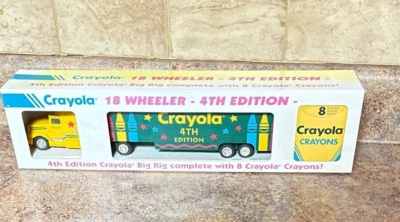 Crayola 18 WHEELER - 4TH EDITION -
4th Edition Crayola Big Rig complete with 8 Crayola Crayons!
Crayola 18 WHEELER - 4TH EDITION -
Crayola
4TH
EDITION
8
Crayola
CRAYONS
4th Edition Crayola Big Rig complete with 8 Crayola Crayons!